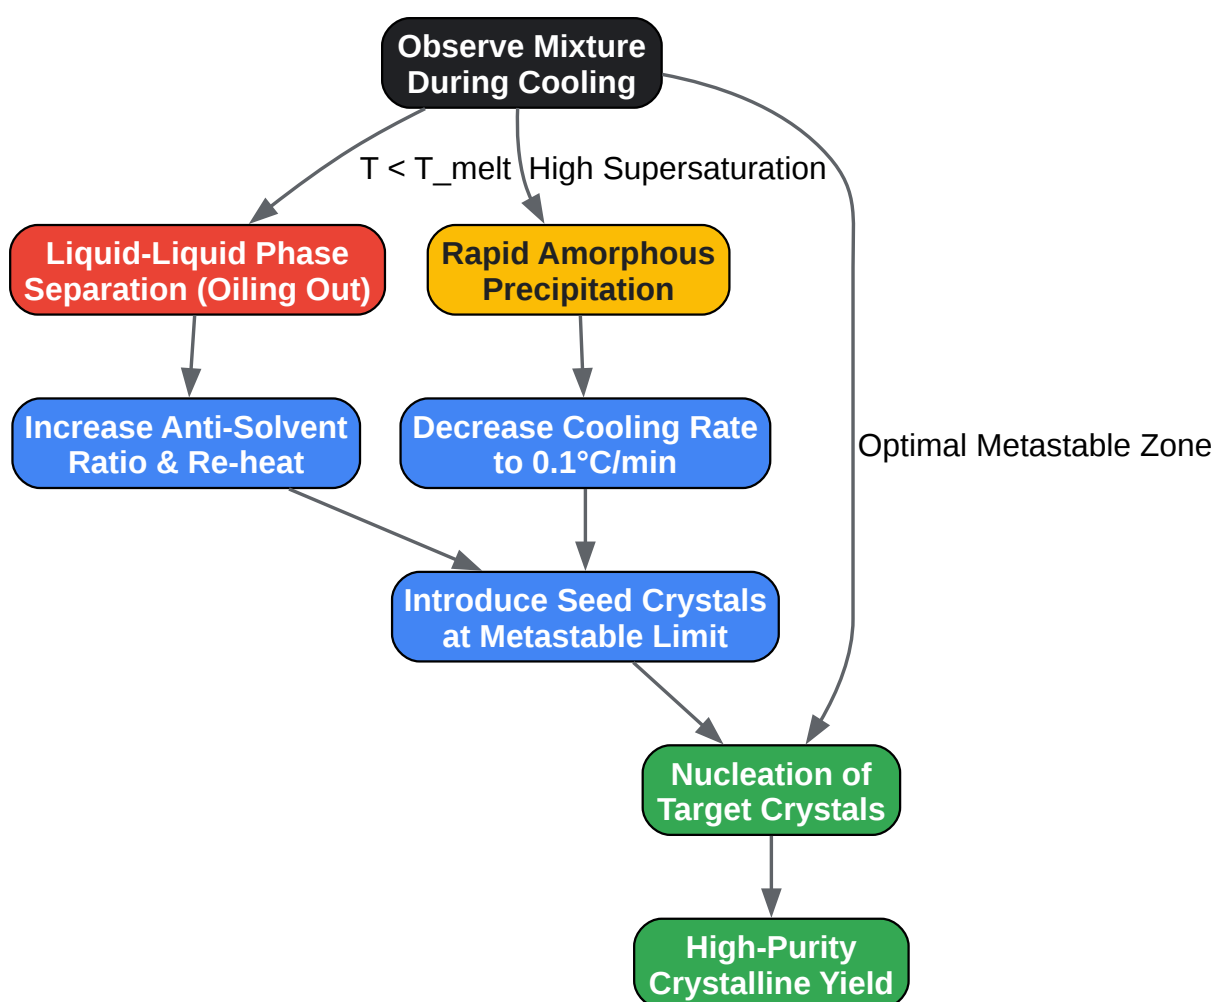 Observe Mixture
During Cooling
T < T_melt
High Supersaturation
Liquid-Liquid Phase
Separation (Oiling Out)
Rapid Amorphous
Precipitation
Increase Anti-Solvent
Ratio & Re-heat
Decrease Cooling Rate
to 0.1°C/min
Optimal Metastable Zone
Introduce Seed Crystals
at Metastable Limit
Nucleation of
Target Crystals
High-Purity
Crystalline Yield